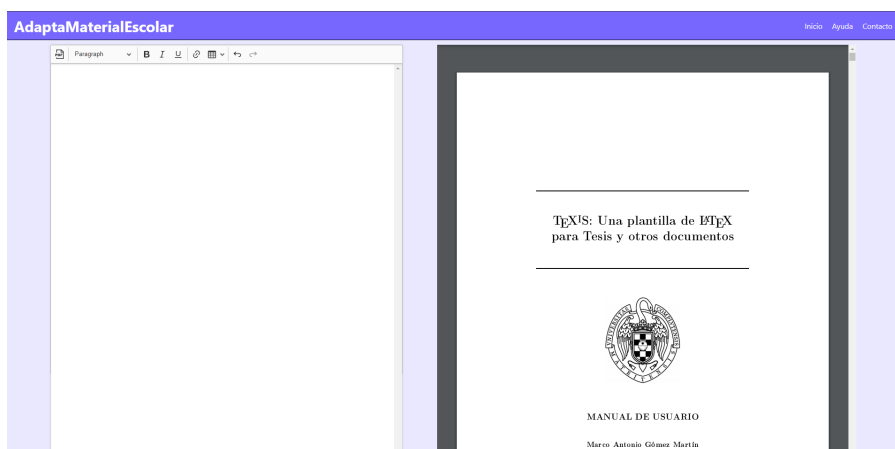 AdaptaMaterialEscolar
Inicio Ayuda Contacto
Paragraph
B I U
TEXIS: Una plantilla de LATEX
para Tesis y otros documentos
MANUAL DE USUARIO
Marco Antonio Gómez Martín